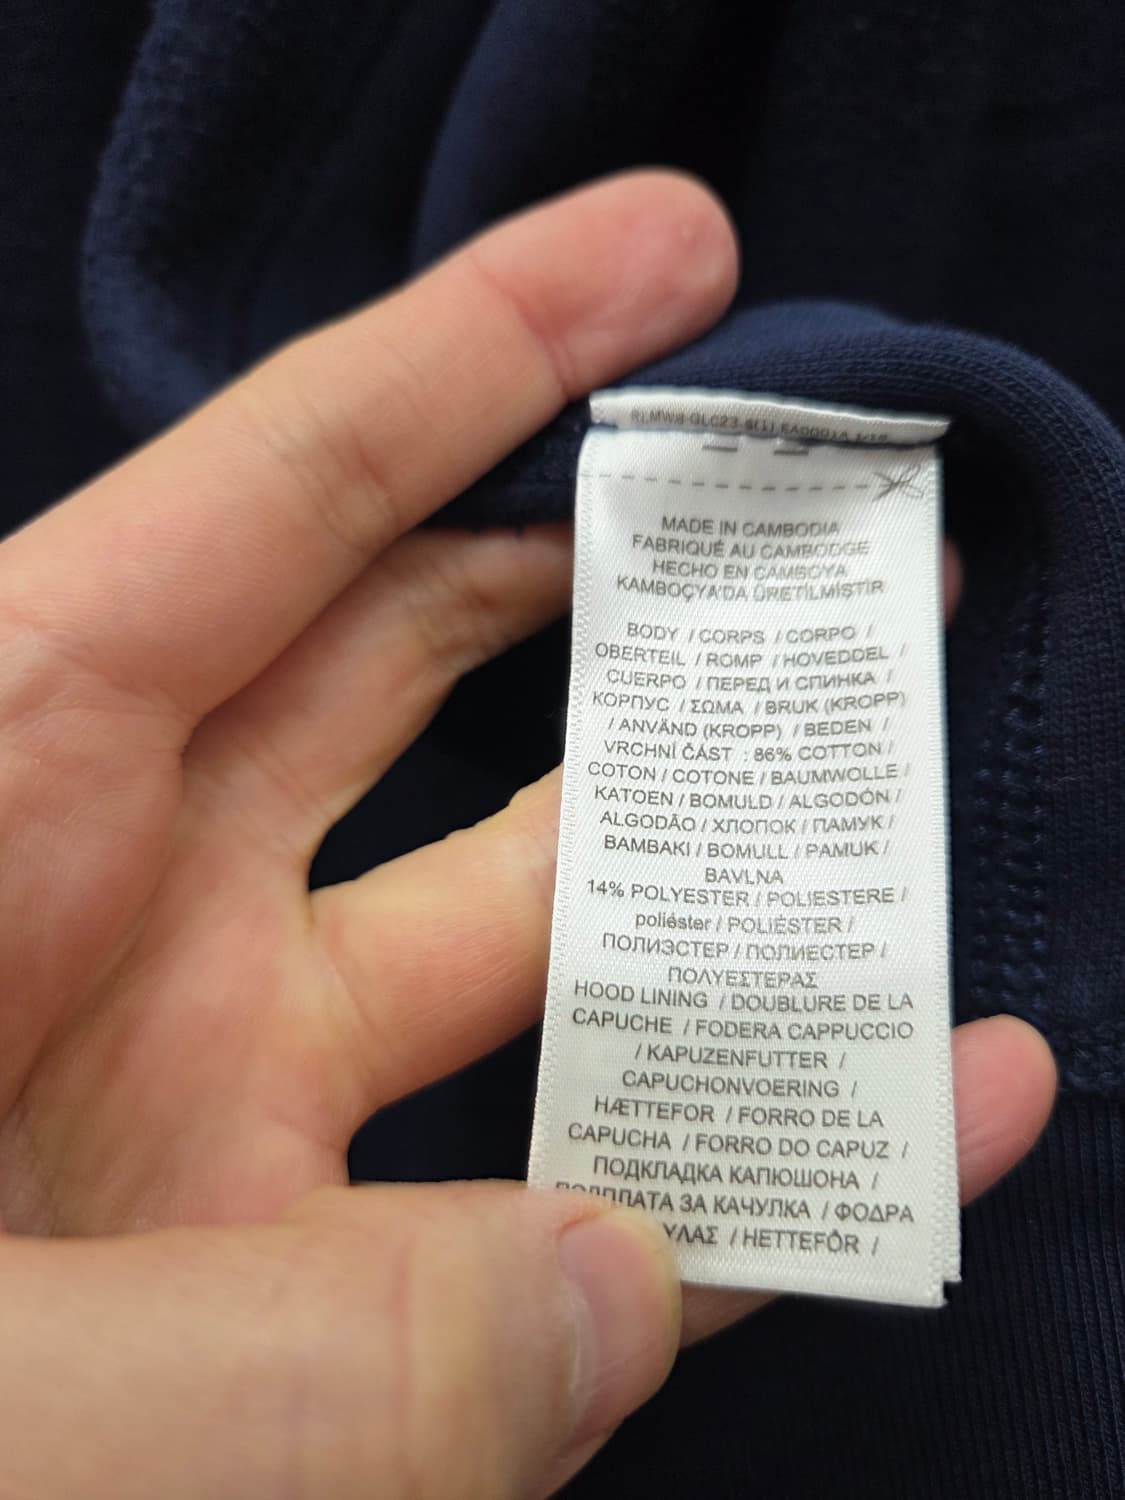 MADE IN CAMBODIA
FABRIQUÉ AU CAMBODGE
HECHO EN CAMBOYA
KAMBOÇYA'DA ÜRETİLMİSTİR
BODY / CORPS / CORPO /
OBERTEIL / ROMP / HOVEDDEL /
CUERPO / ПЕРЕД И СПИНКА /
КОРПУС / ΣΩΜΑ / BRUK (KROPP)
/ ANVÄND (KROPP) / BEDEN /
VRCHNÍ ČÁST : 86% COTTON /
COTON / COTONE / BAUMWOLLE /
KATOEN / BOMULD / ALGODÓN /
ALGODÃO / ХЛОПОК / ПАМУК /
BAMBAKI / BOMULL / PAMUK /
BAVLNA
14% POLYESTER / POLIESTERE /
poliéster / POLIÉSTER /
ПОЛИЭСТЕР / ПОЛИЕСТЕР /
ΠΟΛΥΕΣΤΕΡΑΣ
HOOD LINING / DOUBLURE DE LA
CAPUCHE / FODERA CAPPUCCIO
/ KAPUZENFUTTER /
CAPUCHONVOERING /
HÆTTEFOR / FORRO DE LA
CAPUCHA / FORRO DO CAPUZ /
ПОДКЛАДКА КАПЮШОНА /
ЗА КАЧУЛКА / ΦΟΔΡΑ
/ HETTEFÔR /